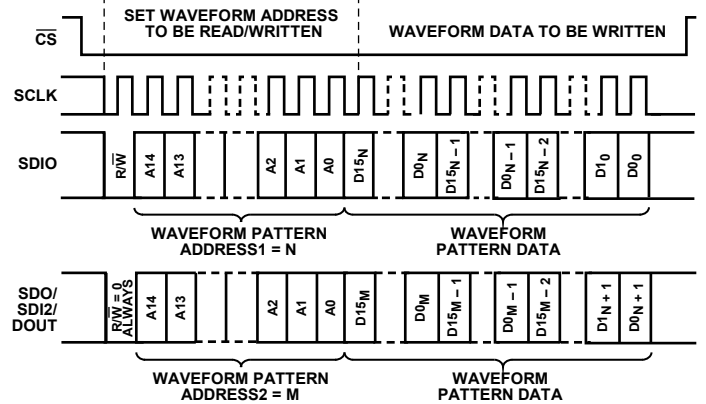 SET WAVEFORM ADDRESS
TO BE READ/WRITTEN
WAVEFORM DATA TO BE WRITTEN
CS
SCLK
SDIO
R/W
A14
A13
A2
A1
A0
D15N
D0N
D15N – 1
D0N – 1
D15N – 2
D10
D00
WAVEFORM PATTERN
ADDRESS1 = N
WAVEFORM
PATTERN DATA
SDO/
SDI2/
DOUT
R/W = 0
ALWAYS
A14
A13
A2
A1
A0
D15M
D0M
D15M – 1
D0M – 1
D15M – 2
D1N + 1
D0N + 1
WAVEFORM PATTERN
ADDRESS2 = M
WAVEFORM
PATTERN DATA